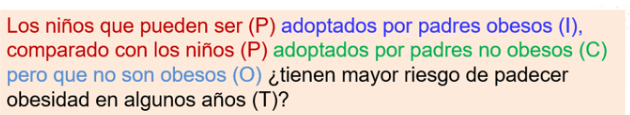 Los niños que pueden ser (P) adoptados por padres obesos (I),
comparado con los niños (P) adoptados por padres no obesos (C)
pero que no son obesos (O) ¿tienen mayor riesgo de padecer
obesidad en algunos años (T)?